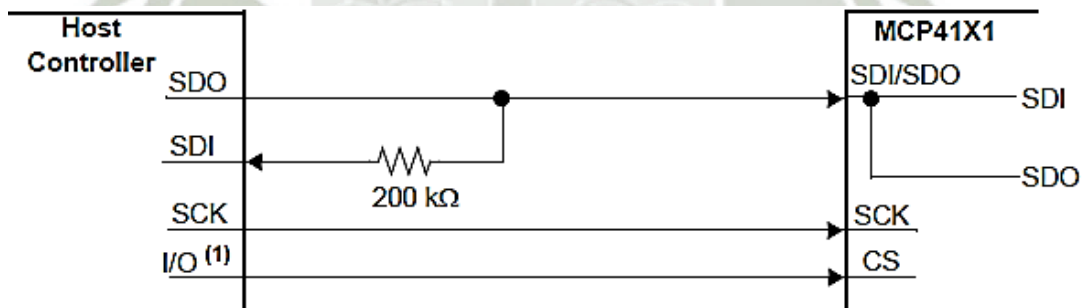 Host
Controller
SDO
SDI
200 kΩ
SCK
I/O (1)
MCP41X1
SDI/SDO
SDI
SDO
SCK
CS